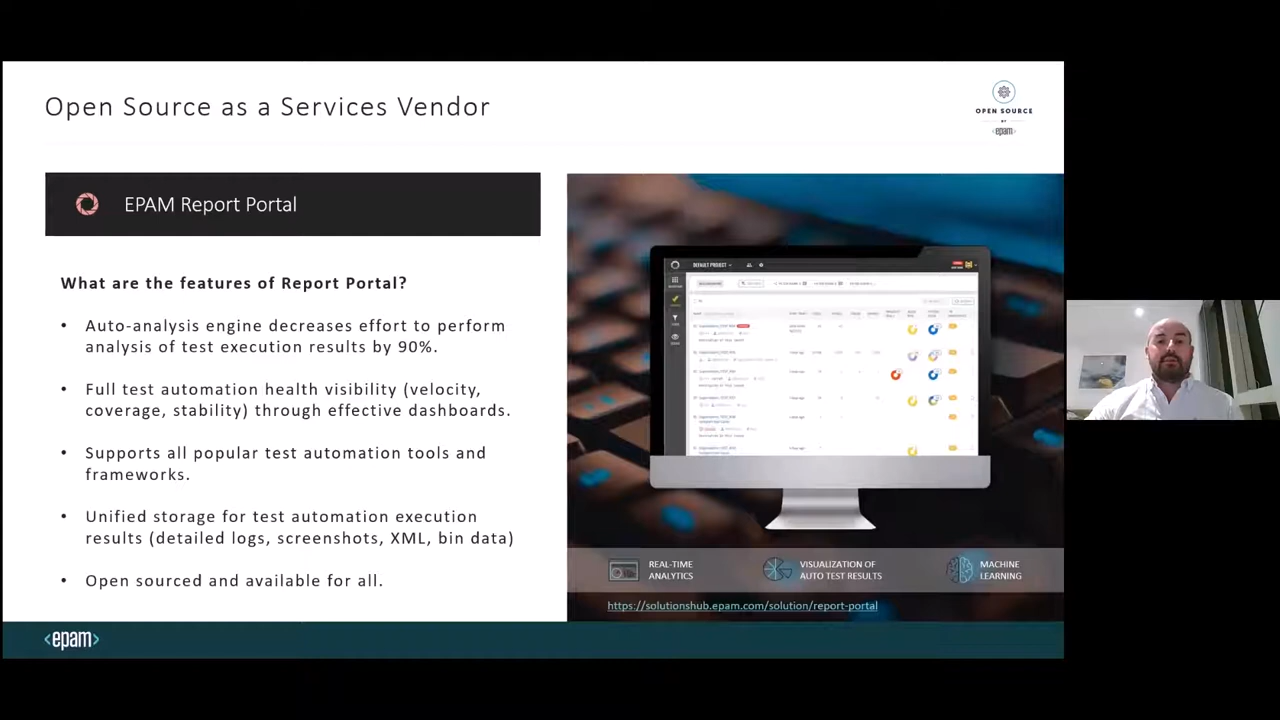 Open Source as a Services Vendor
OPEN SOURCE
BY
<epam>
EPAM Report Portal
What are the features of Report Portal?
• Auto-analysis engine decreases effort to perform
analysis of test execution results by 90%.
• Full test automation health visibility (velocity,
coverage, stability) through effective dashboards.
• Supports all popular test automation tools and
frameworks.
• Unified storage for test automation execution
results (detailed logs, screenshots, XML, bin data)
• Open sourced and available for all.
DEFAULT PROJECT
REAL-TIME
ANALYTICS
VISUALIZATION OF
AUTO TEST RESULTS
MACHINE
LEARNING
https://solutionshub.epam.com/solution/report-portal
<epam>